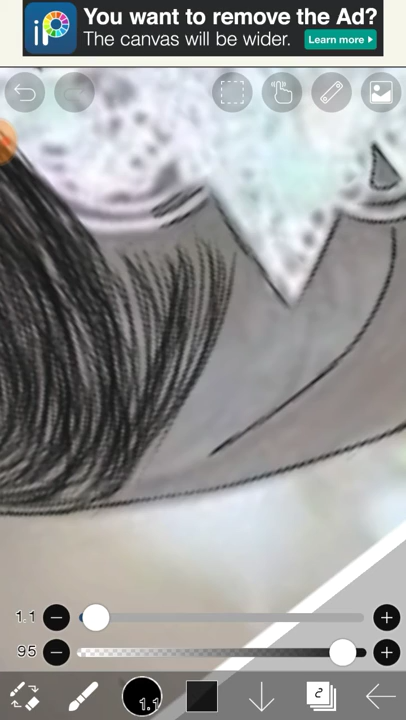 iP
You want to remove the Ad?
The canvas will be wider.
Learn more
1.1
95
1.1
2